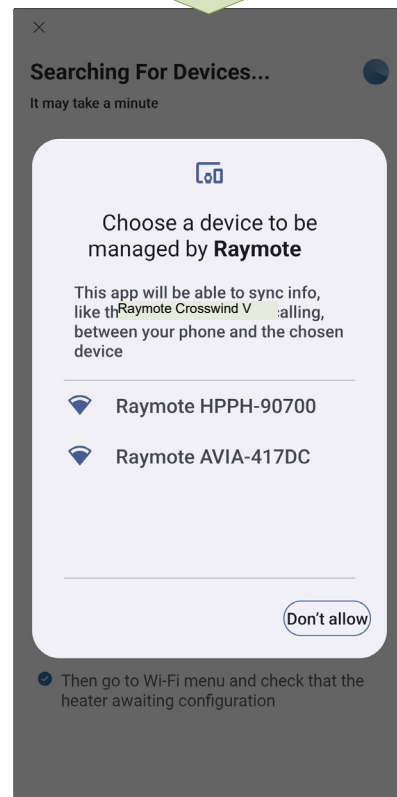 Searching For Devices...
It may take a minute
Choose a device to be
managed by Raymote
This app will be able to sync info,
like th Raymote Crosswind V alling,
between your phone and the chosen
device
Raymote HPPH-90700
Raymote AVIA-417DC
Don't allow
Then go to Wi-Fi menu and check that the
heater awaiting configuration